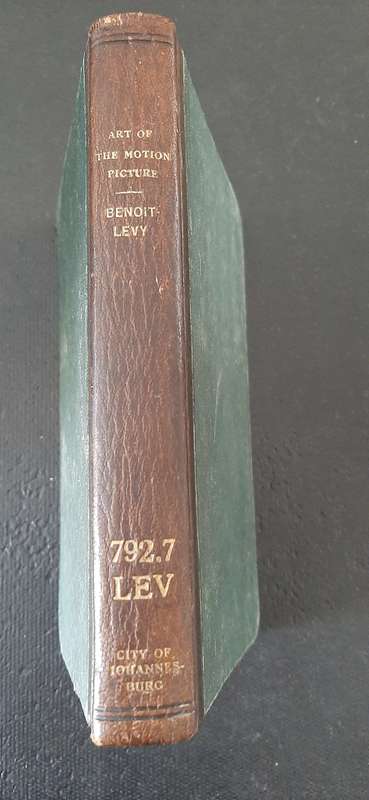 ART OF
THE MOTION
PICTURE
BENOIT-
LEVY
792.7
LEV
CITY OF
JOHANNES-
BURG